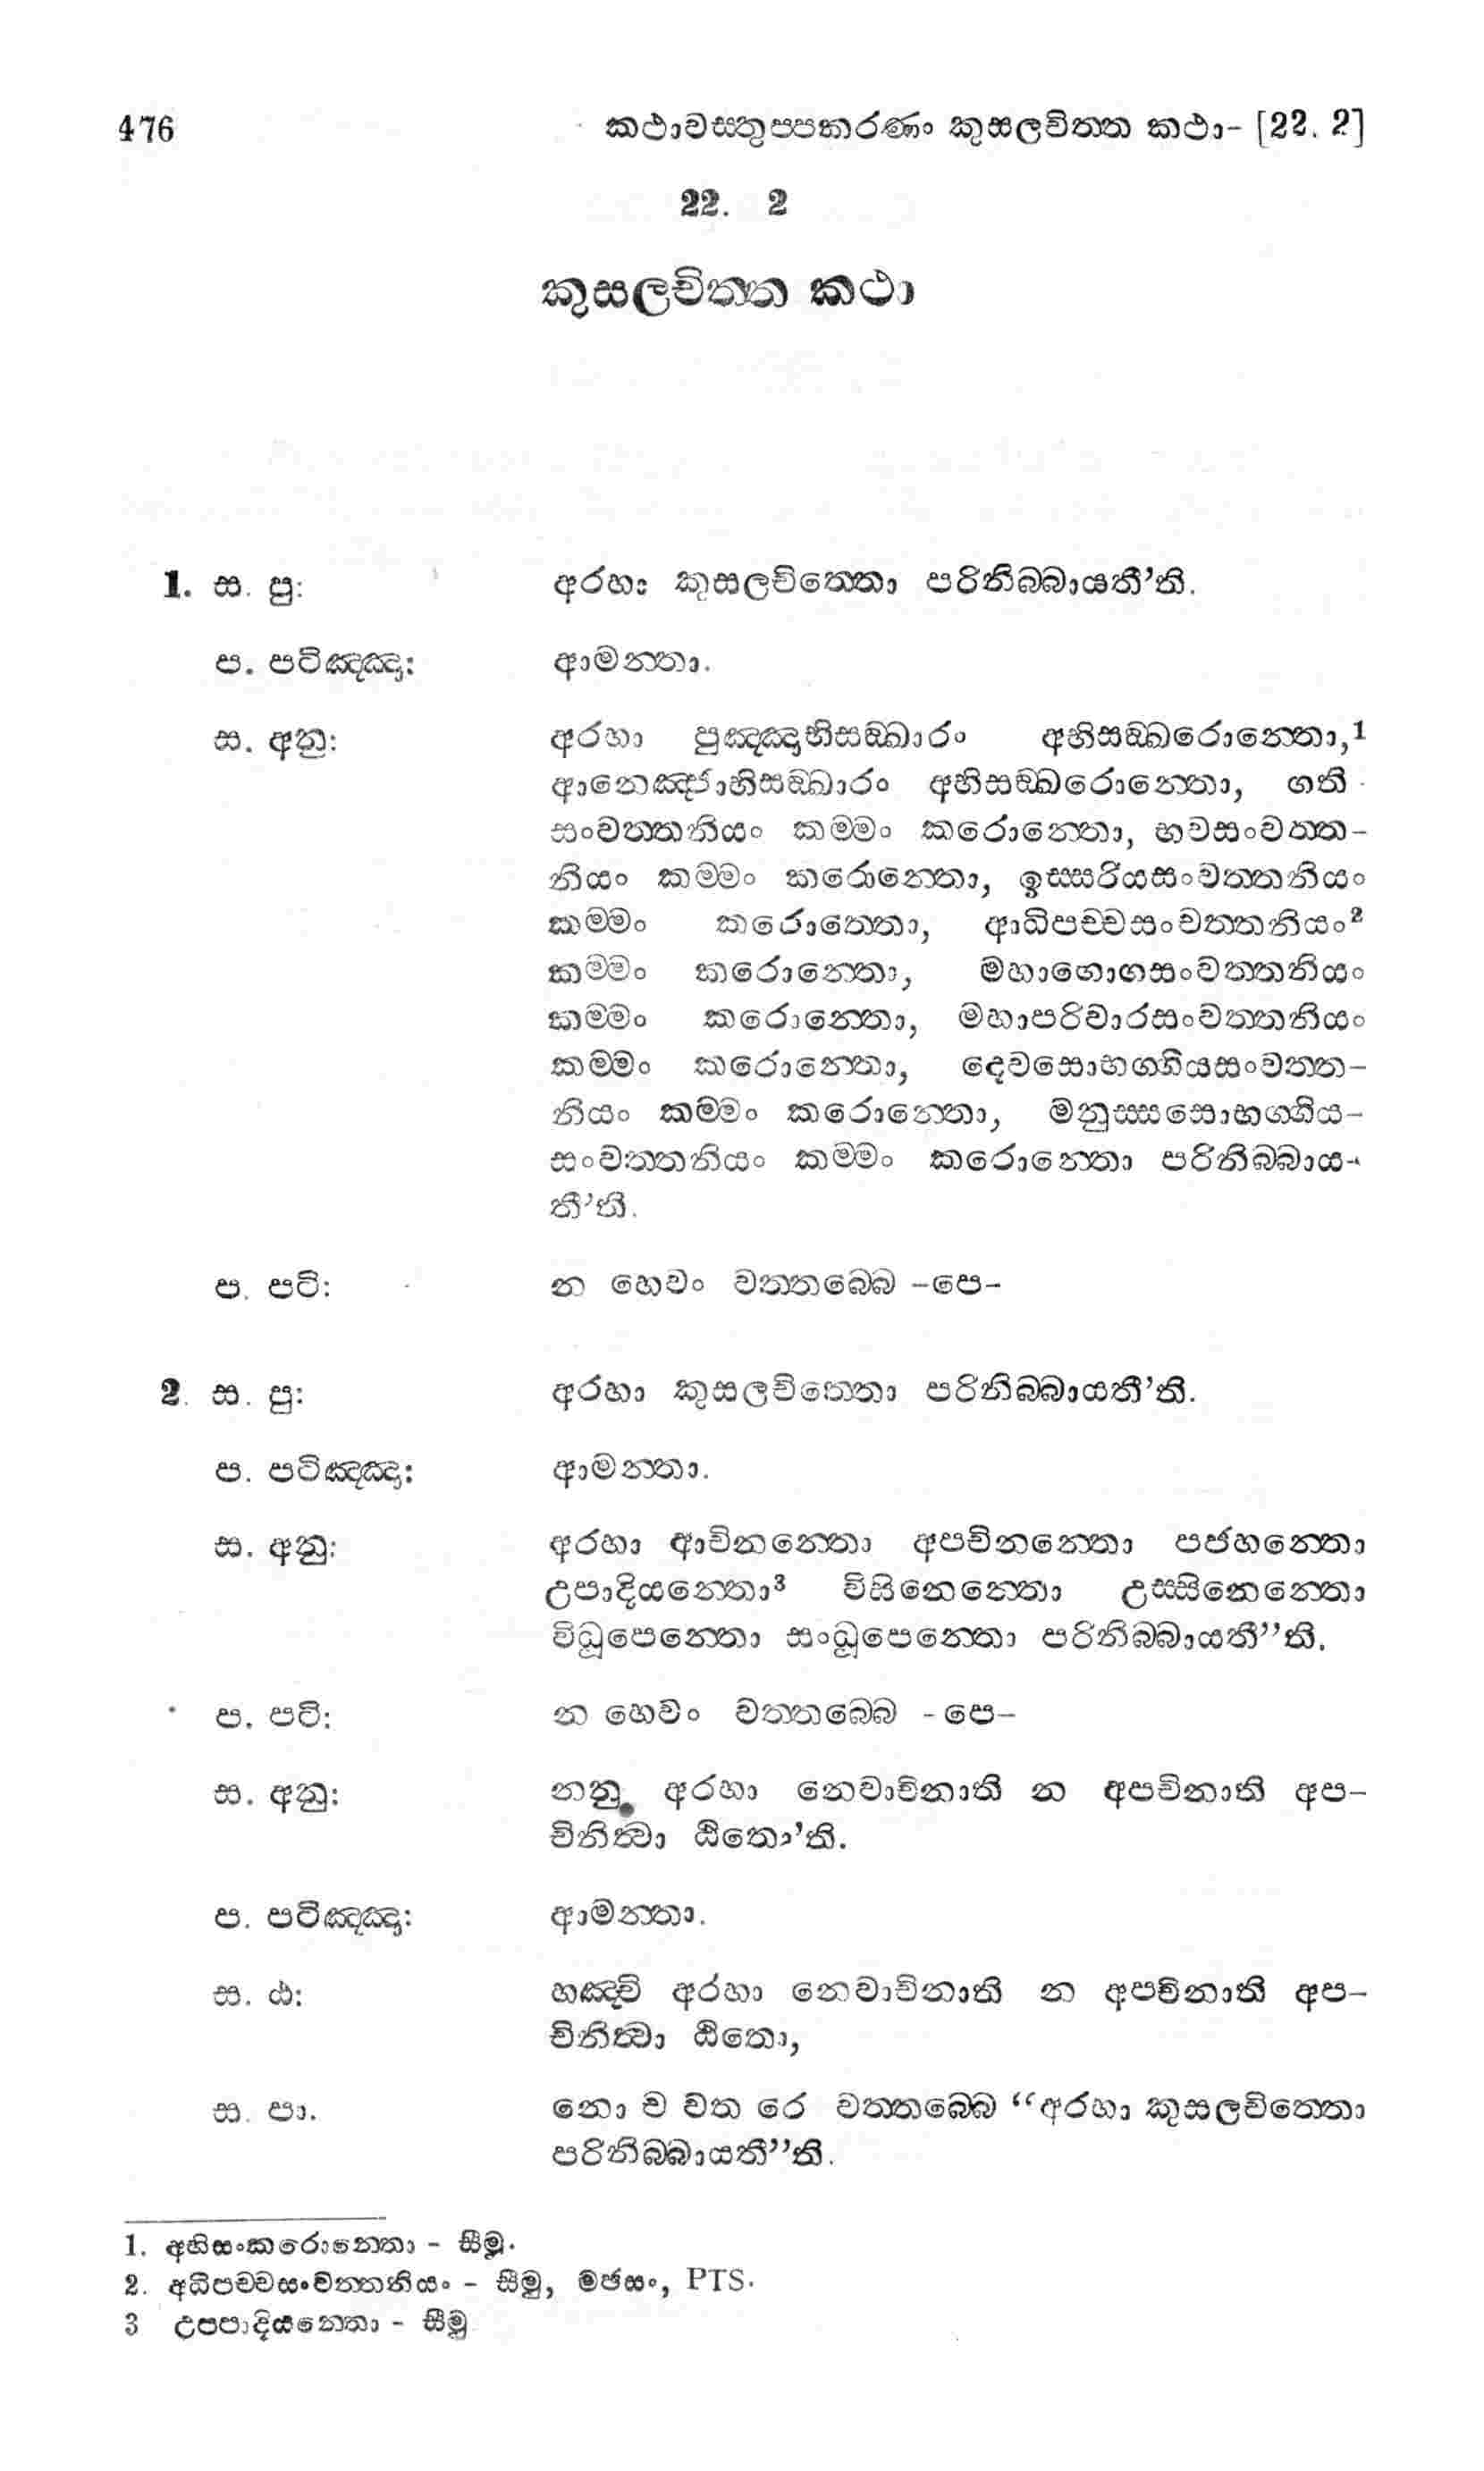 476 කථාවත්‍ථුප‍්පකරණං කුසලචිත‍්ත කථා- [22. 2]
22. 2
කුසලචිත‍්ත කථා
1. ස. පු: අරහා කුසලචිත‍්තො පරිනිබ‍්බායතී’ති.
ප. පටිඤ‍්ඤා: ආමන‍්තා.
ස. අනු: අරහා පුඤ‍්ඤාභිසඞ‍්ඛාරං අභිසඞ‍්ඛරොන‍්තො,1
ආනෙඤ‍්ජාභිසඞ‍්ඛාරං අභිසඞ‍්ඛරොන‍්තො, ගති
සංවත‍්තනියං කම‍්මං කරොන‍්තො, භවසංවත‍්ත-
නියං කම‍්මං කරොන‍්තො, ඉස‍්සරියසංවත‍්තනියං
කම‍්මං කරොන‍්තො, ආධිපච‍්චසංවත‍්තනියං2
කම‍්මං කරොන‍්තො, මහාභොගසංවත‍්තනියං
කම‍්මං කරොන‍්තො, මහාපරිවාරසංවත‍්තනියං
කම‍්මං කරොන‍්තො, දෙවසොභග‍්ගියසංවත‍්ත-
නියං කම‍්මං කරොන‍්තො, මනුස‍්සසොභග‍්ගිය-
සංවත‍්තනියං කම‍්මං කරොන‍්තො පරිනිබ‍්බාය-
තී’ති.
ප. පටි: න හෙවං වත‍්තබ‍්බෙ -පෙ-
2. ස. පු: අරහා කුසලචිත‍්තො පරිනිබ‍්බායතී’ති.
ප. පටිඤ‍්ඤා: ආමන‍්තා.
ස. අනු: අරහා ආචිනන‍්තො අපචිනන‍්තො පජහන‍්තො
උපාදියන‍්තො3 විසිනෙන‍්තො උස‍්සිනෙන‍්තො
විධූපෙන‍්තො සංධූපෙන‍්තො පරිනිබ‍්බායතී”ති.
ප. පටි: න හෙවං වත‍්තබ‍්බෙ - පෙ-
ස. අනු: නනු අරහා නෙවාචිනාති න අපචිනාති අප-
චිනිත්‍වා ඨිතො’ති.
ප. පටිඤ‍්ඤා: ආමන‍්තා.
ස. ඨ: හඤ‍්චි අරහා නෙවාචිනාති න අපචිනාති අප-
චිනිත්‍වා ඨිතො,
ස. පා. නො ච වත රෙ වත‍්තබ‍්බෙ “අරහා කුසලචිත‍්තො
පරිනිබ‍්බායතී”ති.
1. අභිසංකරොන‍්තො - සීමු.
2. අධිපච‍්චසංවත‍්තනියං - සීමු, මජසං, PTS.
3 උපපාදියන‍්තො - සීමු